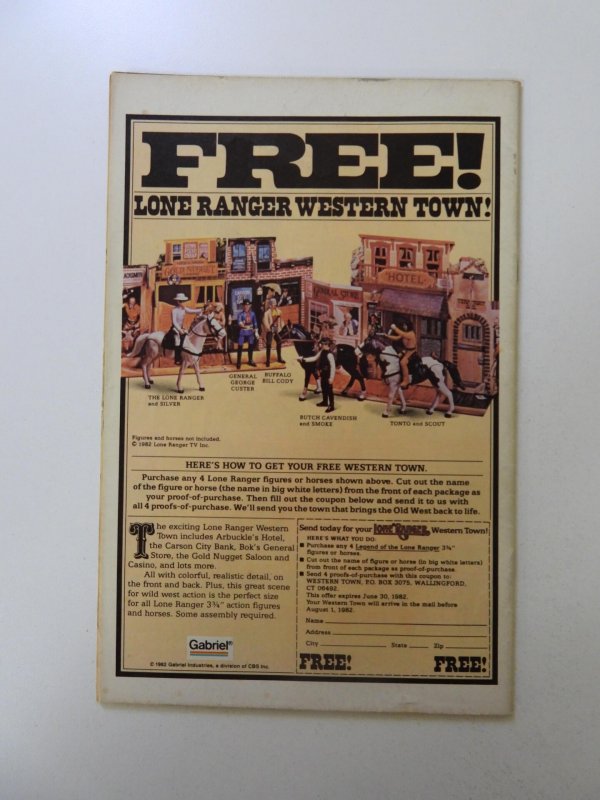 FREE!
LONE RANGER WESTERN TOWN!
GOLD NUGGET
HOTEL
THE LONE RANGER
and SILVER
GENERAL
GEORGE
CUSTER
BUFFALO
BILL CODY
BUTCH CAVENDISH
and SMOKE
TONTO and SCOUT
Figures and horses not included.
© 1982 Lone Ranger TV Inc.
HERE'S HOW TO GET YOUR FREE WESTERN TOWN.
Purchase any 4 Lone Ranger figures or horses shown above. Cut out the name
of the figure or horse (the name in big white letters) from the front of each package as
your proof-of-purchase. Then fill out the coupon below and send it to us with
all 4 proofs-of-purchase. We'll send you the town that brings the Old West back to life.
The exciting Lone Ranger Western
Town includes Arbuckle's Hotel,
the Carson City Bank, Bok's General
Store, the Gold Nugget Saloon and
Casino, and lots more.
All with colorful, realistic detail, on
the front and back. Plus, this great scene
for wild west action is the perfect size
for all Lone Ranger 3¾" action figures
and horses. Some assembly required.
Gabriel®
© 1982 Gabriel Industries, a division of CBS Inc.
Send today for your LONE RANGER Western Town!
HERE'S WHAT YOU DO:
■ Purchase any 4 Legend of the Lone Ranger 3¾"
figures or horses.
■ Cut out the name of figure or horse (in big white letters)
from front of each package as proof-of-purchase.
■ Send 4 proofs-of-purchase with this coupon to:
WESTERN TOWN, P.O. BOX 3075, WALLINGFORD,
CT 06492.
This offer expires June 30, 1982.
Your Western Town will arrive in the mail before
August 1, 1982.
Name
Address
City State Zip
FREE! FREE!